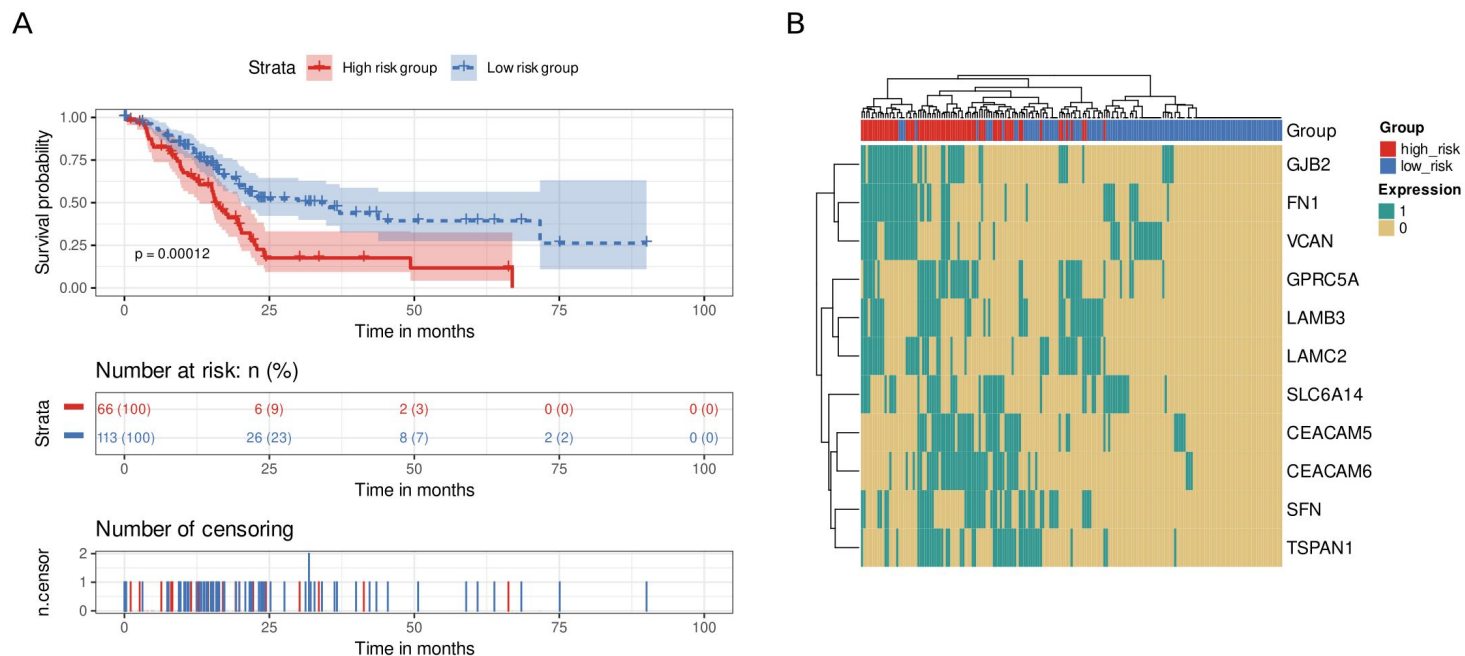 A
B
Strata High risk group Low risk group
Survival probability
1.00
0.75
0.50
0.25
0.00
p = 0.00012
0 25 50 75 100
Time in months
Number at risk: n (%)
Strata
66 (100) 6 (9) 2 (3) 0 (0) 0 (0)
113 (100) 26 (23) 8 (7) 2 (2) 0 (0)
0 25 50 75 100
Time in months
Number of censoring
n.censor
2
1
0
0 25 50 75 100
Time in months
Group
GJB2
FN1
VCAN
GPRC5A
LAMB3
LAMC2
SLC6A14
CEACAM5
CEACAM6
SFN
TSPAN1
Group
high_risk
low_risk
Expression
1
0